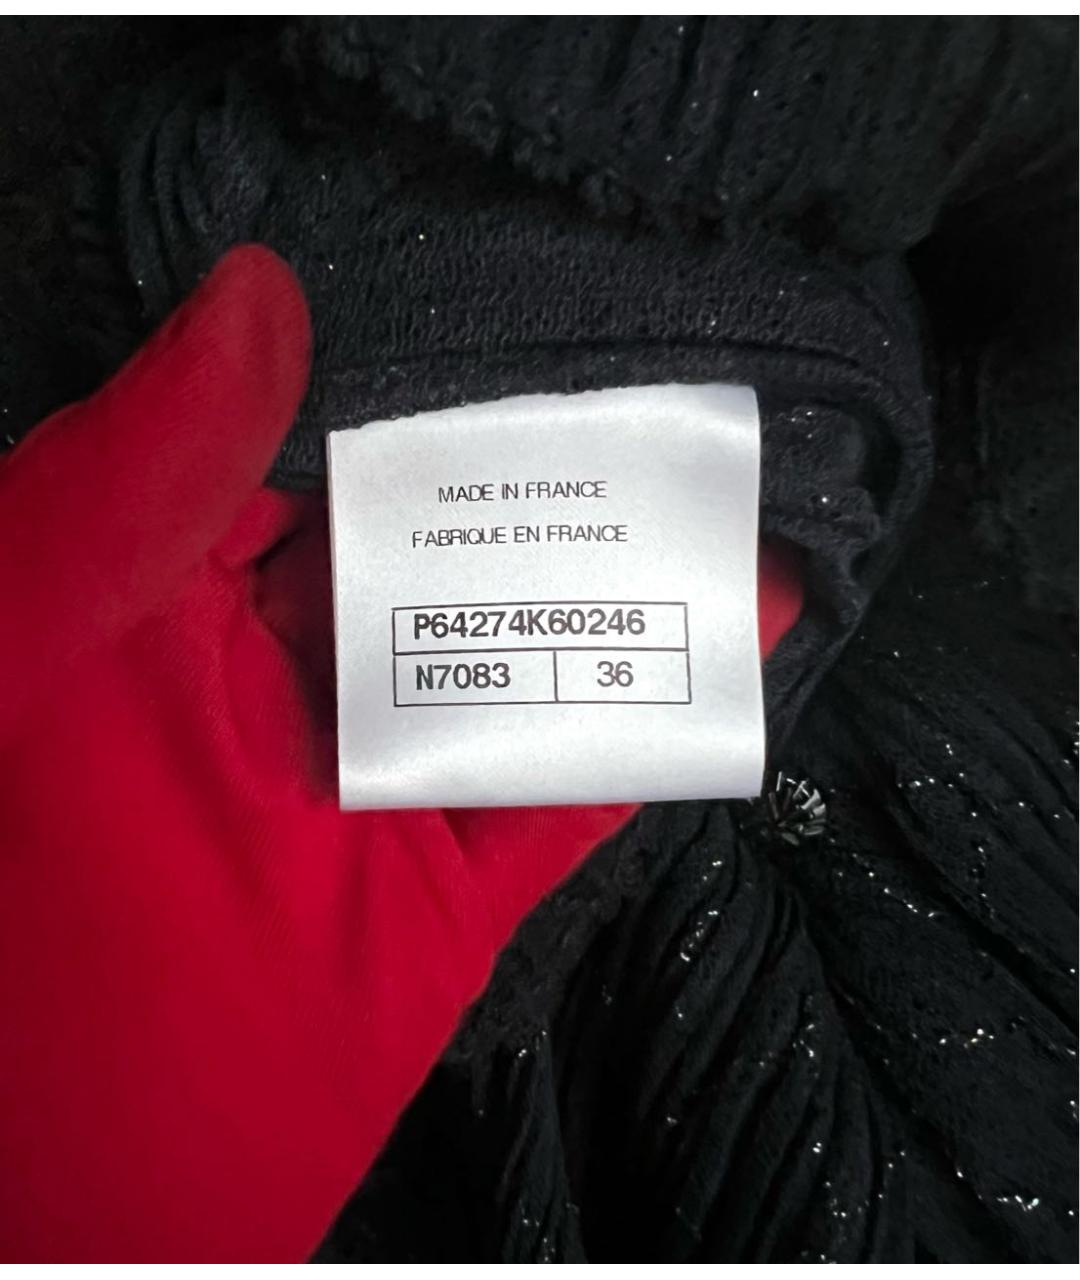 MADE IN FRANCE
FABRIQUE EN FRANCE
P64274K60246
N7083 36